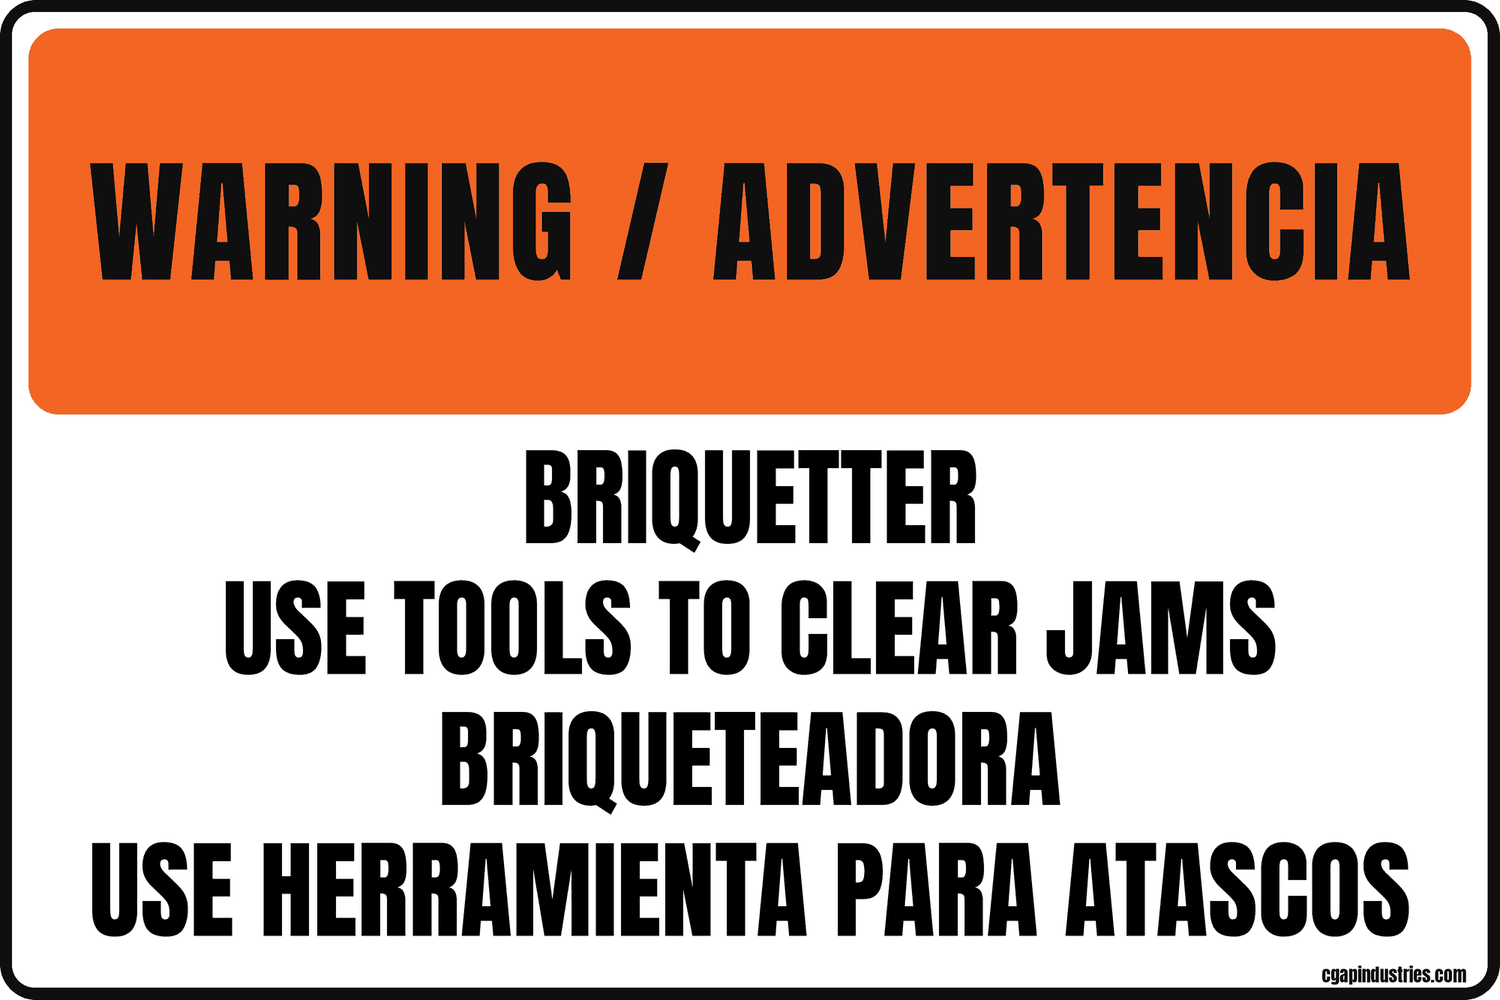 WARNING / ADVERTENCIA
BRIQUETTER
USE TOOLS TO CLEAR JAMS
BRIQUETEADORA
USE HERRAMIENTA PARA ATASCOS
cgapindustries.com